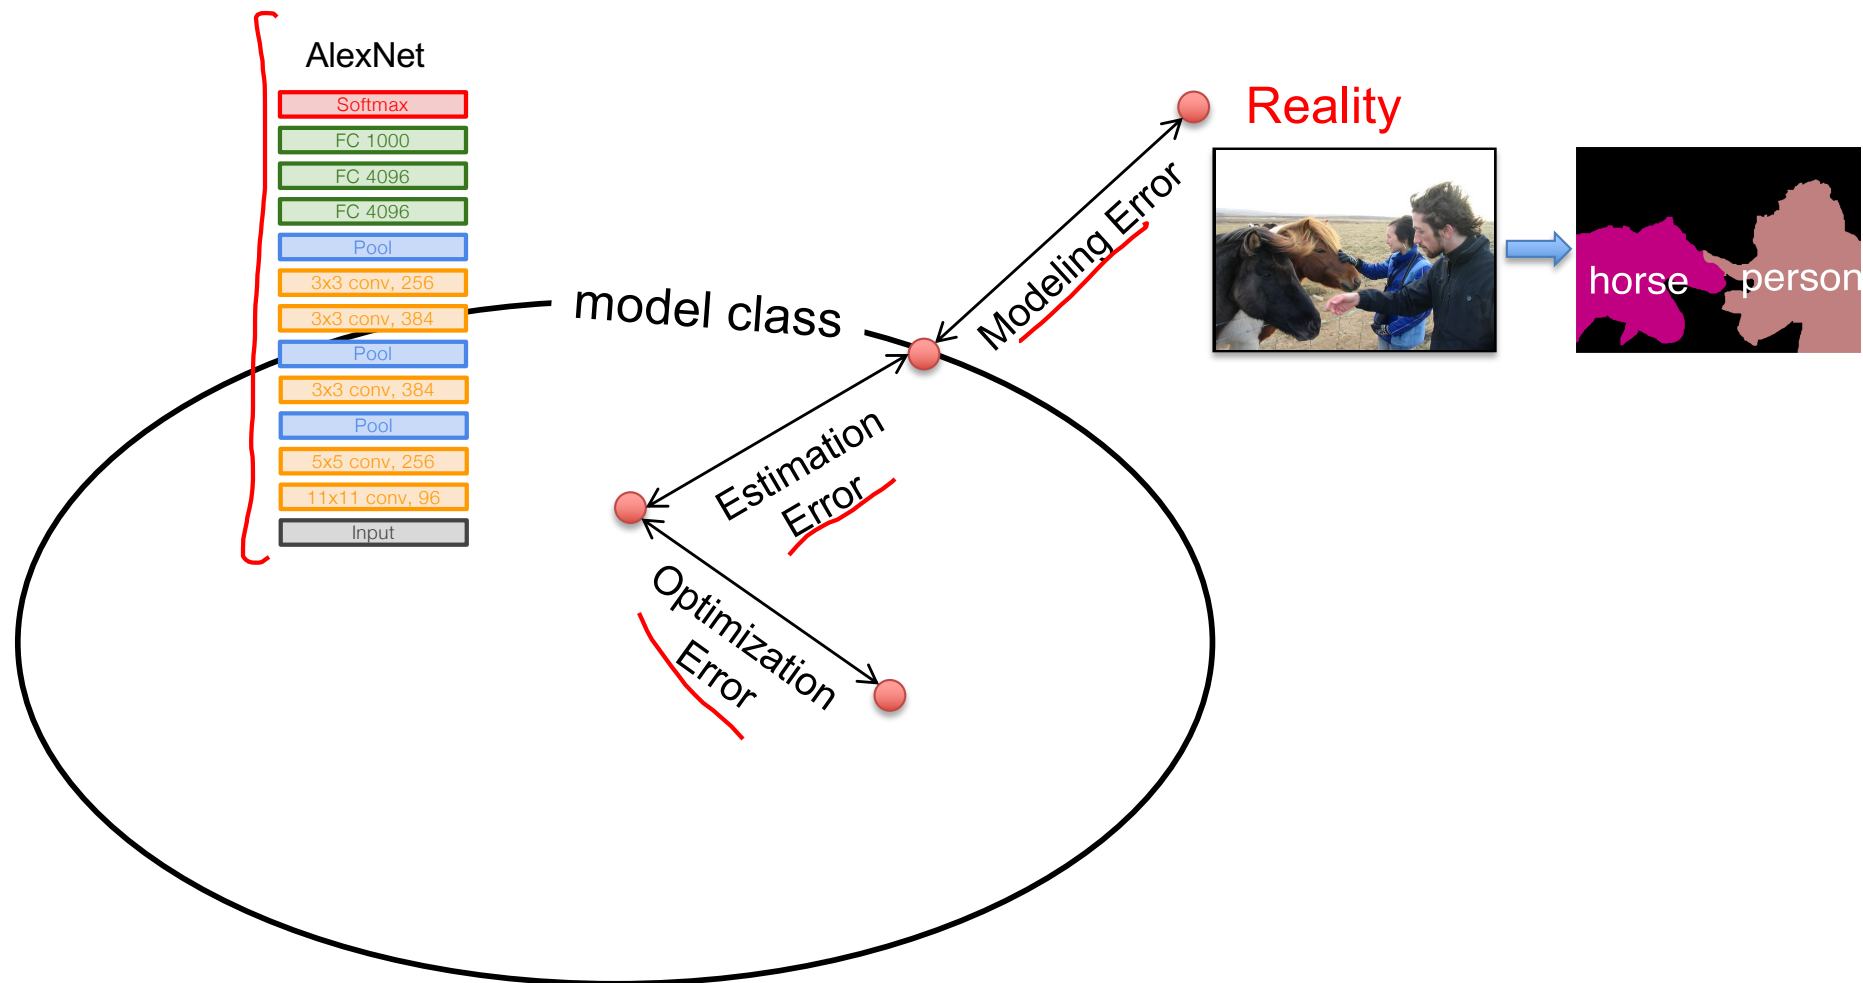 AlexNet
Softmax
FC 1000
FC 4096
FC 4096
Pool
3x3 conv, 256
3x3 conv, 384
Pool
3x3 conv, 384
Pool
5x5 conv, 256
11x11 conv, 96
Input
model class
Reality
Modeling Error
horse
person
Estimation
Error
Optimization
Error